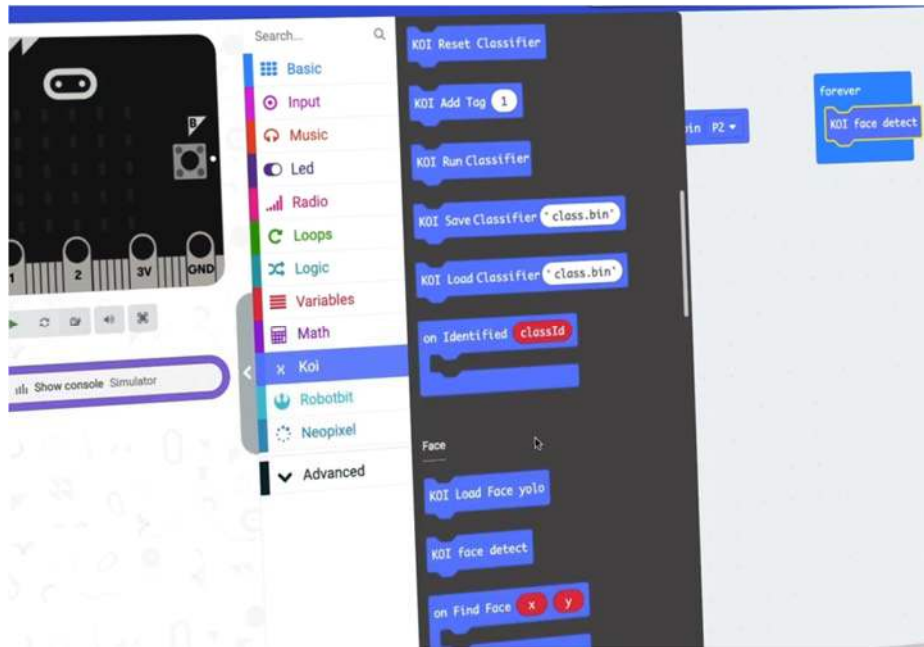 B
1
2
3V
GND
Show console Simulator
Search...
Basic
Input
Music
Led
Radio
Loops
Logic
Variables
Math
Koi
Robotbit
Neopixel
Advanced
KOI Reset Classifier
KOI Add Tag 1
KOI Run Classifier
KOI Save Classifier "class.bin"
KOI Load Classifier "class.bin"
on Identified classId
Face
KOI Load Face yolo
KOI face detect
on Find Face x y
P2
forever
KOI face detect